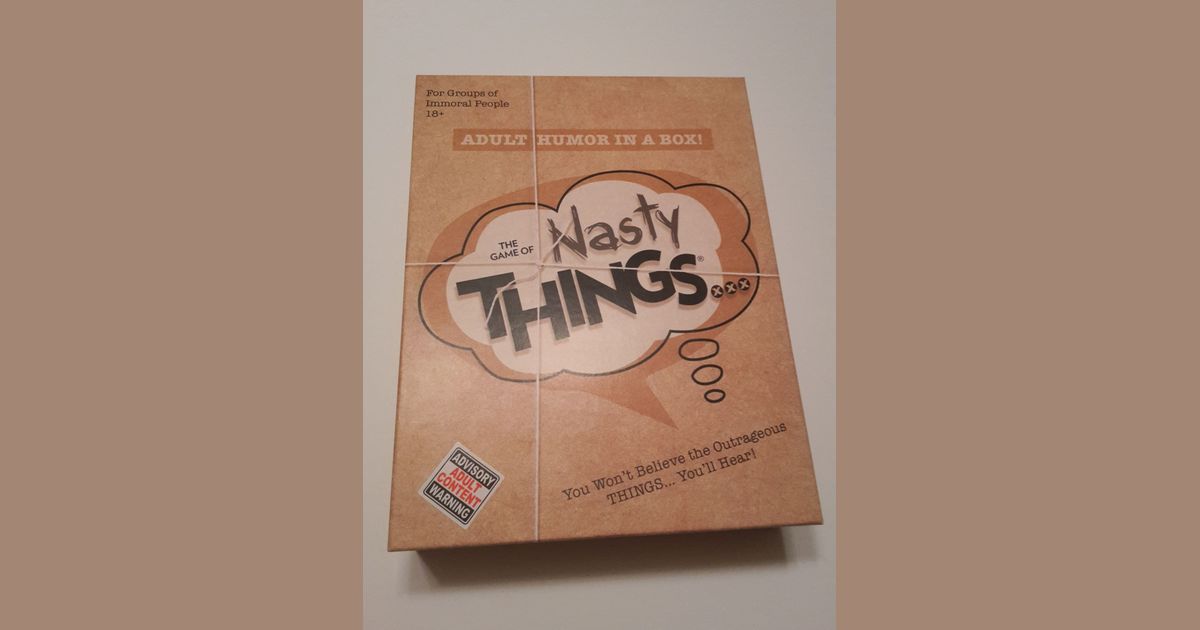 For Groups of
Immoral People
18+
ADULT HUMOR IN A BOX!
THE
GAME OF
Nasty
THINGS®...
xxx
You Won't Believe the Outrageous
THINGS... You'll Hear!
ADVISORY
ADULT
CONTENT
WARNING